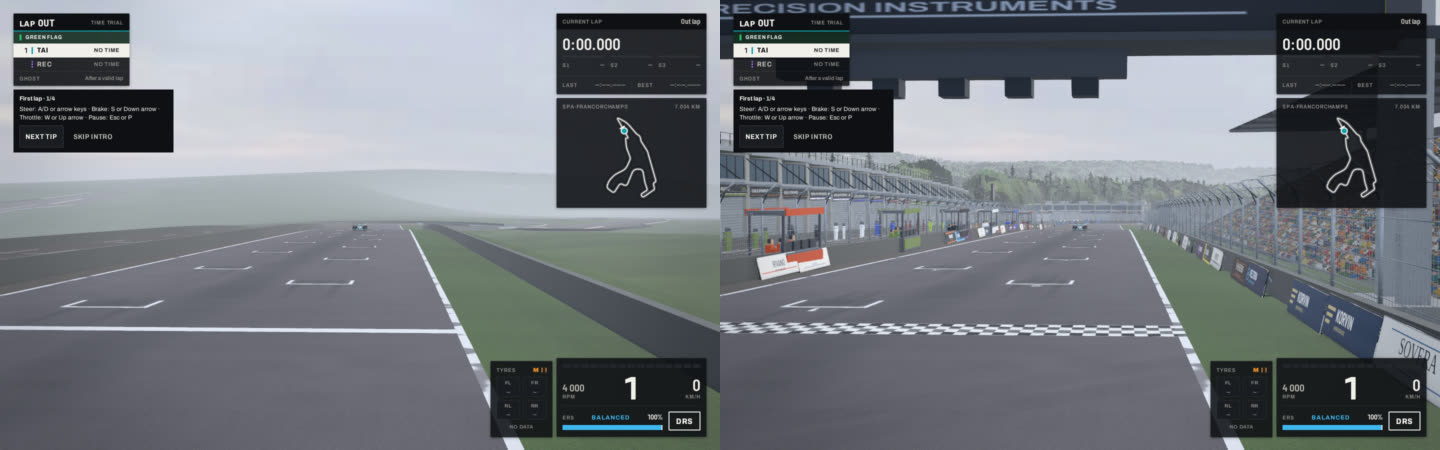 LAP OUT TIME TRIAL
GREEN FLAG
1 TAI NO TIME
REC NO TIME
GHOST After a valid lap
First lap · 1/4
Steer: A/D or arrow keys · Brake: S or Down arrow ·
Throttle: W or Up arrow · Pause: Esc or P
NEXT TIP SKIP INTRO
CURRENT LAP Out lap
0:00.000
S1 — S2 — S3 —
LAST --:--.--- BEST --:--.---
SPA-FRANCORCHAMPS 7.004 KM
TYRES M
FL FR
– –
RL RR
– –
NO DATA
4 000 1 0
RPM KM/H
ERS BALANCED 100% DRS
RECISION INSTRUMENTS
LAP OUT TIME TRIAL
GREEN FLAG
1 TAI NO TIME
REC NO TIME
GHOST After a valid lap
First lap · 1/4
Steer: A/D or arrow keys · Brake: S or Down arrow ·
Throttle: W or Up arrow · Pause: Esc or P
NEXT TIP SKIP INTRO
CURRENT LAP Out lap
0:00.000
S1 — S2 — S3 —
LAST --:--.--- BEST --:--.---
SPA-FRANCORCHAMPS 7.004 KM
KORVIN
KORVIN
SOVERA
TYRES M
FL FR
– –
RL RR
– –
NO DATA
4 000 1 0
RPM KM/H
ERS BALANCED 100% DRS